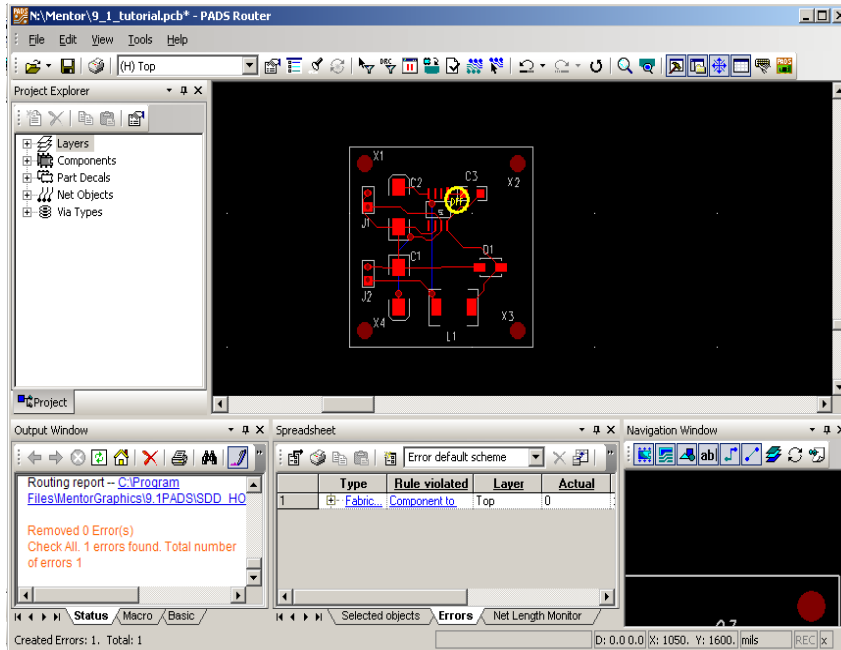 N:\Mentor\9_1_tutorial.pcb* - PADS Router
File Edit View Tools Help
(H) Top
Project Explorer
Layers
Components
Part Decals
Net Objects
Via Types
Project
X1
C2
C3
X2
J1
C1
D1
J2
X4
L1
X3
Output Window
Routing report -- C:\Program
Files\MentorGraphics\9.1PADS\SDD_HO
Removed 0 Error(s)
Check All. 1 errors found. Total number
of errors 1
Status Macro Basic
Spreadsheet
Error default scheme
Type Rule violated Layer Actual
1 Fabric... Component to Top 0
Selected objects Errors Net Length Monitor
Navigation Window
abl
Created Errors: 1. Total: 1
D: 0.0 0.0 X: 1050. Y: 1600. mils REC x